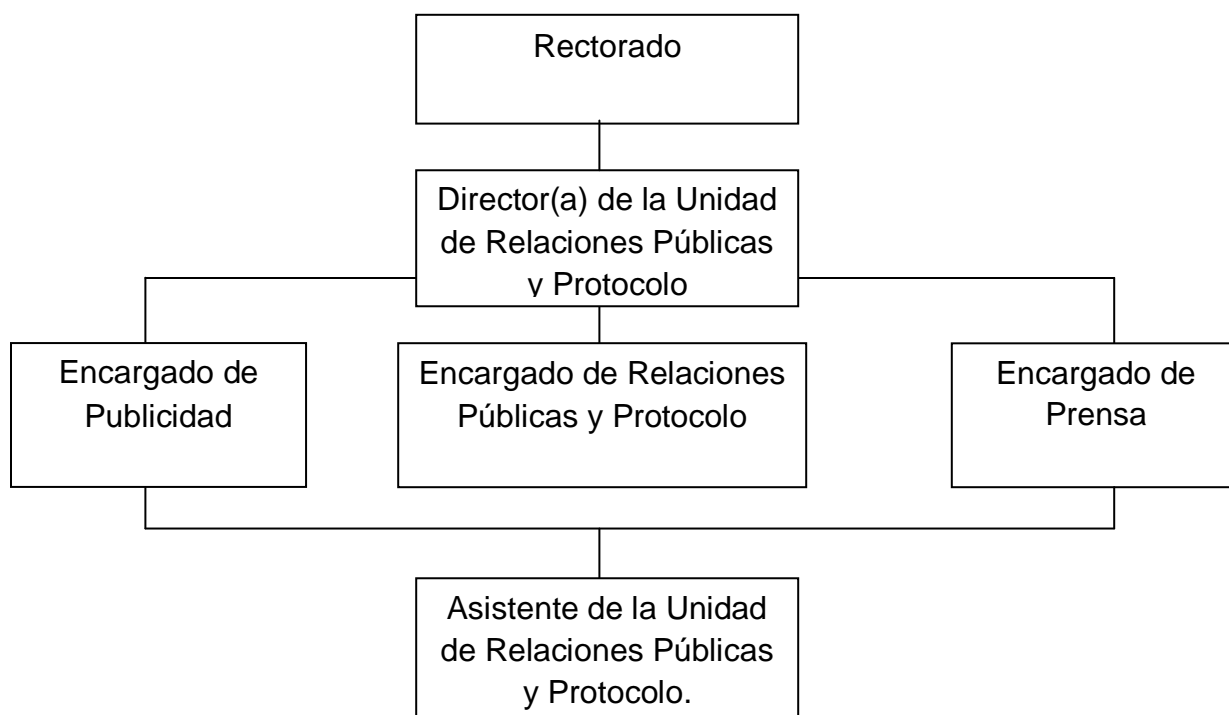 Rectorado
Director(a) de la Unidad
de Relaciones Públicas
y Protocolo
Encargado de
Publicidad
Encargado de Relaciones
Públicas y Protocolo
Encargado de
Prensa
Asistente de la Unidad
de Relaciones Públicas
y Protocolo.